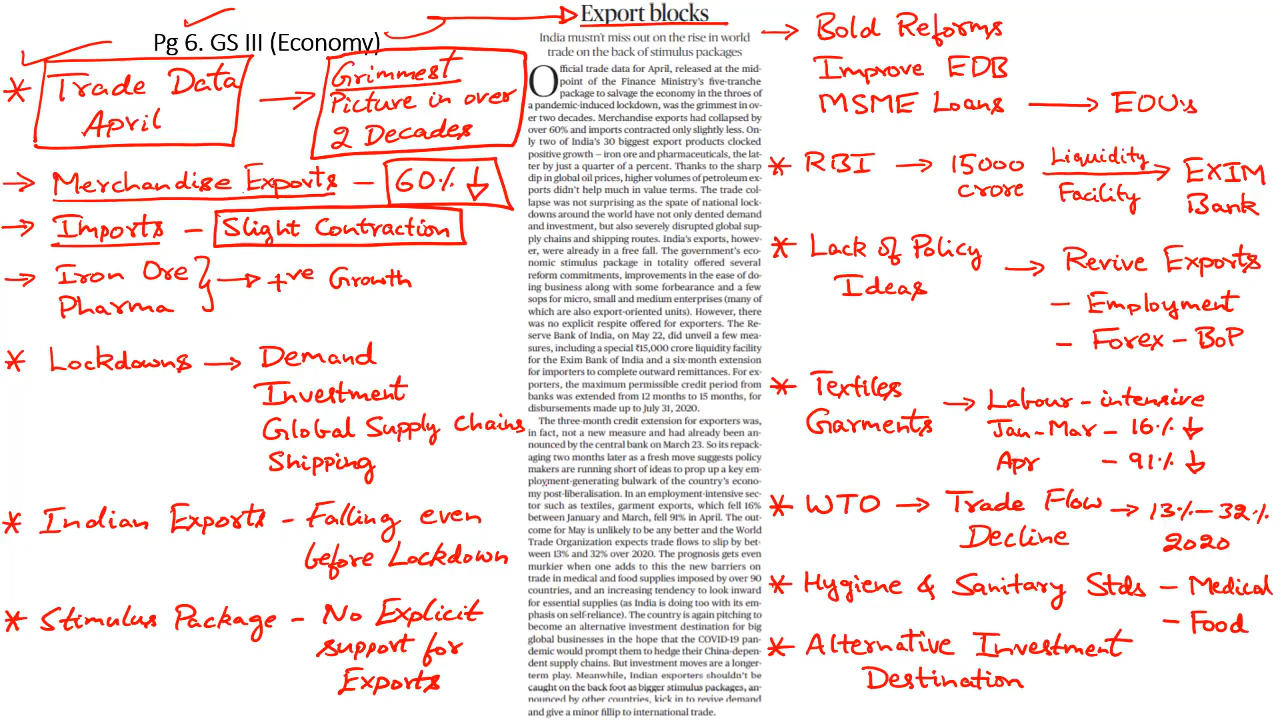 Pg 6. GS III (Economy)
* Trade Data
April
Grimmest
Picture in over
2 Decades
→ Merchandise Exports - 60% ↓
→ Imports - Slight Contraction
→ Iron Ore
Pharma } → +ve Growth
* Lockdowns → Demand
Investment
Global Supply Chains
Shipping
* Indian Exports - Falling even
before Lockdown
* Stimulus Package - No Explicit
support for
Exports
Export blocks
India mustn't miss out on the rise in world
trade on the back of stimulus packages
Official trade data for April, released at the mid-
point of the Finance Ministry's five-tranche
package to salvage the economy in the throes of
a pandemic-induced lockdown, was the grimmest in ov-
er two decades. Merchandise exports had collapsed by
over 60% and imports contracted only slightly less. On-
ly two of India's 30 biggest export products clocked
positive growth – iron ore and pharmaceuticals, the lat-
ter by just a quarter of a percent. Thanks to the sharp
dip in global oil prices, higher volumes of petroleum ex-
ports didn't help much in value terms. The trade col-
lapse was not surprising as the spate of national lock-
downs around the world have not only dented demand
and investment, but also severely disrupted global sup-
ply chains and shipping routes. India's exports, howev-
er, were already in a free fall. The government's eco-
nomic stimulus package in totality offered several
reform commitments, improvements in the ease of do-
ing business along with some forbearance and a few
sops for micro, small and medium enterprises (many of
which are also export-oriented units). However, there
was no explicit respite offered for exporters. The Re-
serve Bank of India, on May 22, did unveil a few mea-
sures, including a special ₹15,000 crore liquidity facility
for the Exim Bank of India and a six-month extension
for importers to complete outward remittances. For ex-
porters, the maximum permissible credit period from
banks was extended from 12 months to 15 months, for
disbursements made up to July 31, 2020.
The three-month credit extension for exporters was,
in fact, not a new measure and had already been an-
nounced by the central bank on March 23. So its repack-
aging two months later as a fresh move suggests policy
makers are running short of ideas to prop up a key em-
ployment-generating bulwark of the country's econo-
my post-liberalisation. In an employment-intensive sec-
tor such as textiles, garment exports, which fell 16%
between January and March, fell 91% in April. The out-
come for May is unlikely to be any better and the World
Trade Organization expects trade flows to slip by bet-
ween 13% and 32% over 2020. The prognosis gets even
murkier when one adds to this the new barriers on
trade in medical and food supplies imposed by over 90
countries, and an increasing tendency to look inward
for essential supplies (as India is doing too with its em-
phasis on self-reliance). The country is again pitching to
become an alternative investment destination for big
global businesses in the hope that the COVID-19 pan-
demic would prompt them to hedge their China-depen-
dent supply chains. But investment moves are a longer-
term play. Meanwhile, Indian exporters shouldn't be
caught on the back foot as bigger stimulus packages, an-
nounced by other countries, kick in to revive demand
and give a minor fillip to international trade.
→ Bold Reforms
Improve EDB
MSME Loans → EOU's
* RBI → 15000 crore Liquidity Facility → EXIM Bank
* Lack of Policy
Ideas
→ Revive Exports
- Employment
- Forex - BoP
* Textiles
Garments
→ Labour - intensive
Jan-Mar - 16% ↓
Apr - 91% ↓
* WTO → Trade Flow
Decline
→ 13% - 32%
2020
* Hygiene & Sanitary Stds - Medical
- Food
* Alternative Investment
Destination